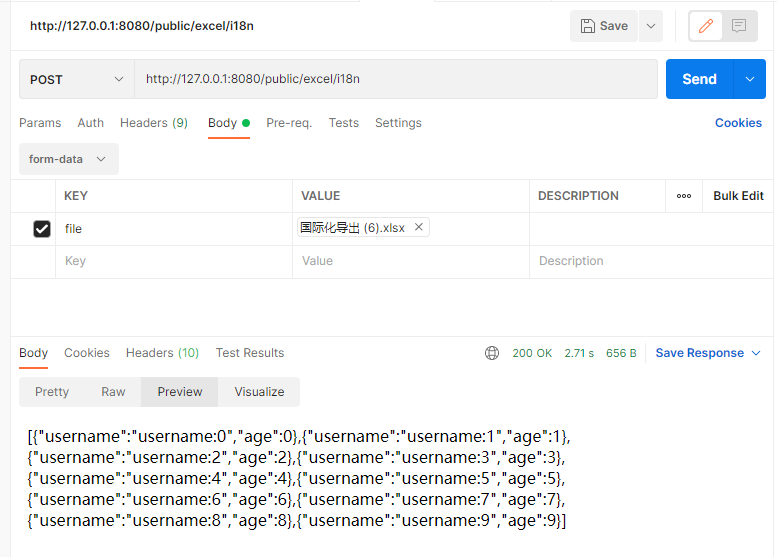 http://127.0.0.1:8080/public/excel/i18n
Save
POST
http://127.0.0.1:8080/public/excel/i18n
Send
Params Auth Headers (9) Body Pre-req. Tests Settings Cookies
form-data
KEY VALUE DESCRIPTION ooo Bulk Edit
file 国际化导出 (6).xlsx ×
Key Value Description
Body Cookies Headers (10) Test Results 200 OK 2.71 s 656 B Save Response
Pretty Raw Preview Visualize
[{"username":"username:0","age":0},{"username":"username:1","age":1},
{"username":"username:2","age":2},{"username":"username:3","age":3},
{"username":"username:4","age":4},{"username":"username:5","age":5},
{"username":"username:6","age":6},{"username":"username:7","age":7},
{"username":"username:8","age":8},{"username":"username:9","age":9}]